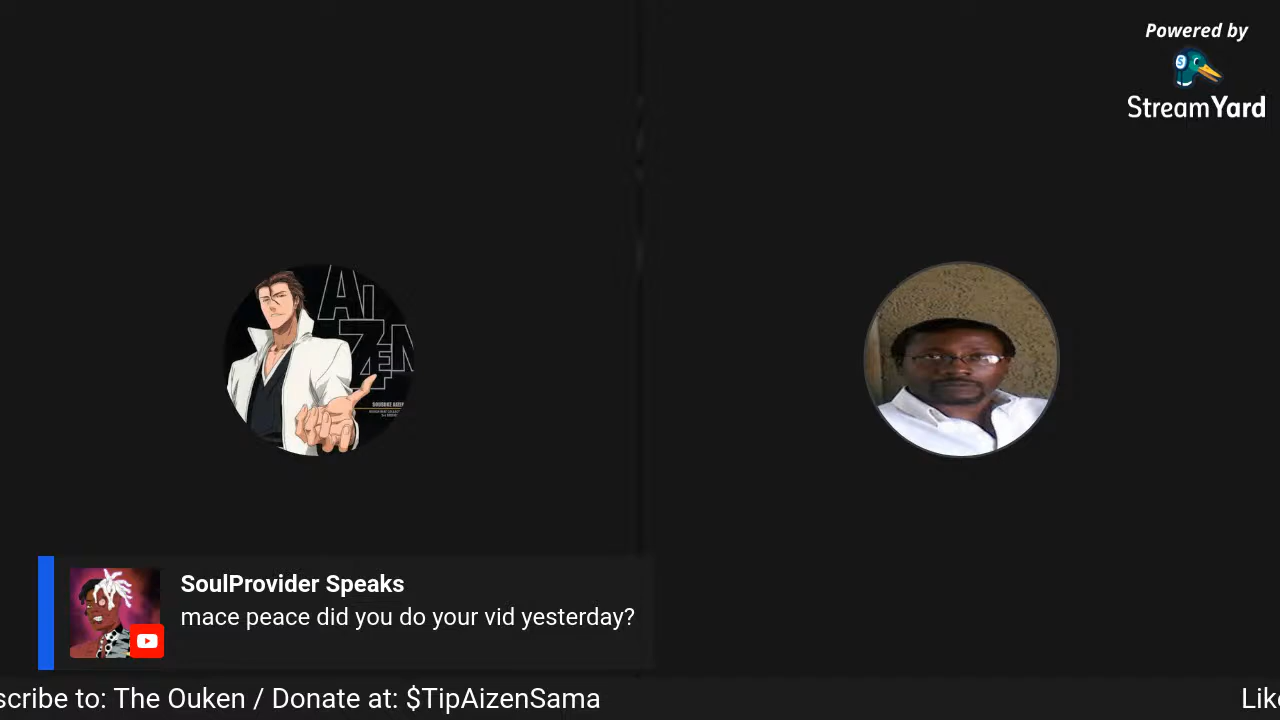 Powered by
StreamYard
AIZEN
SoulProvider Speaks
mace peace did you do your vid yesterday?
scribe to: The Ouken / Donate at: $TipAizenSama
Lik